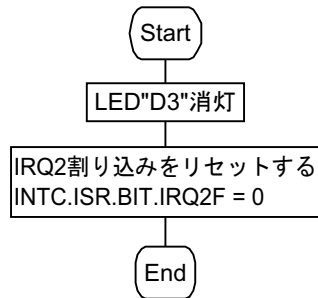 Start
LED"D3"消灯
IRQ2割り込みをリセットする
INTC.ISR.BIT.IRQ2F = 0
End